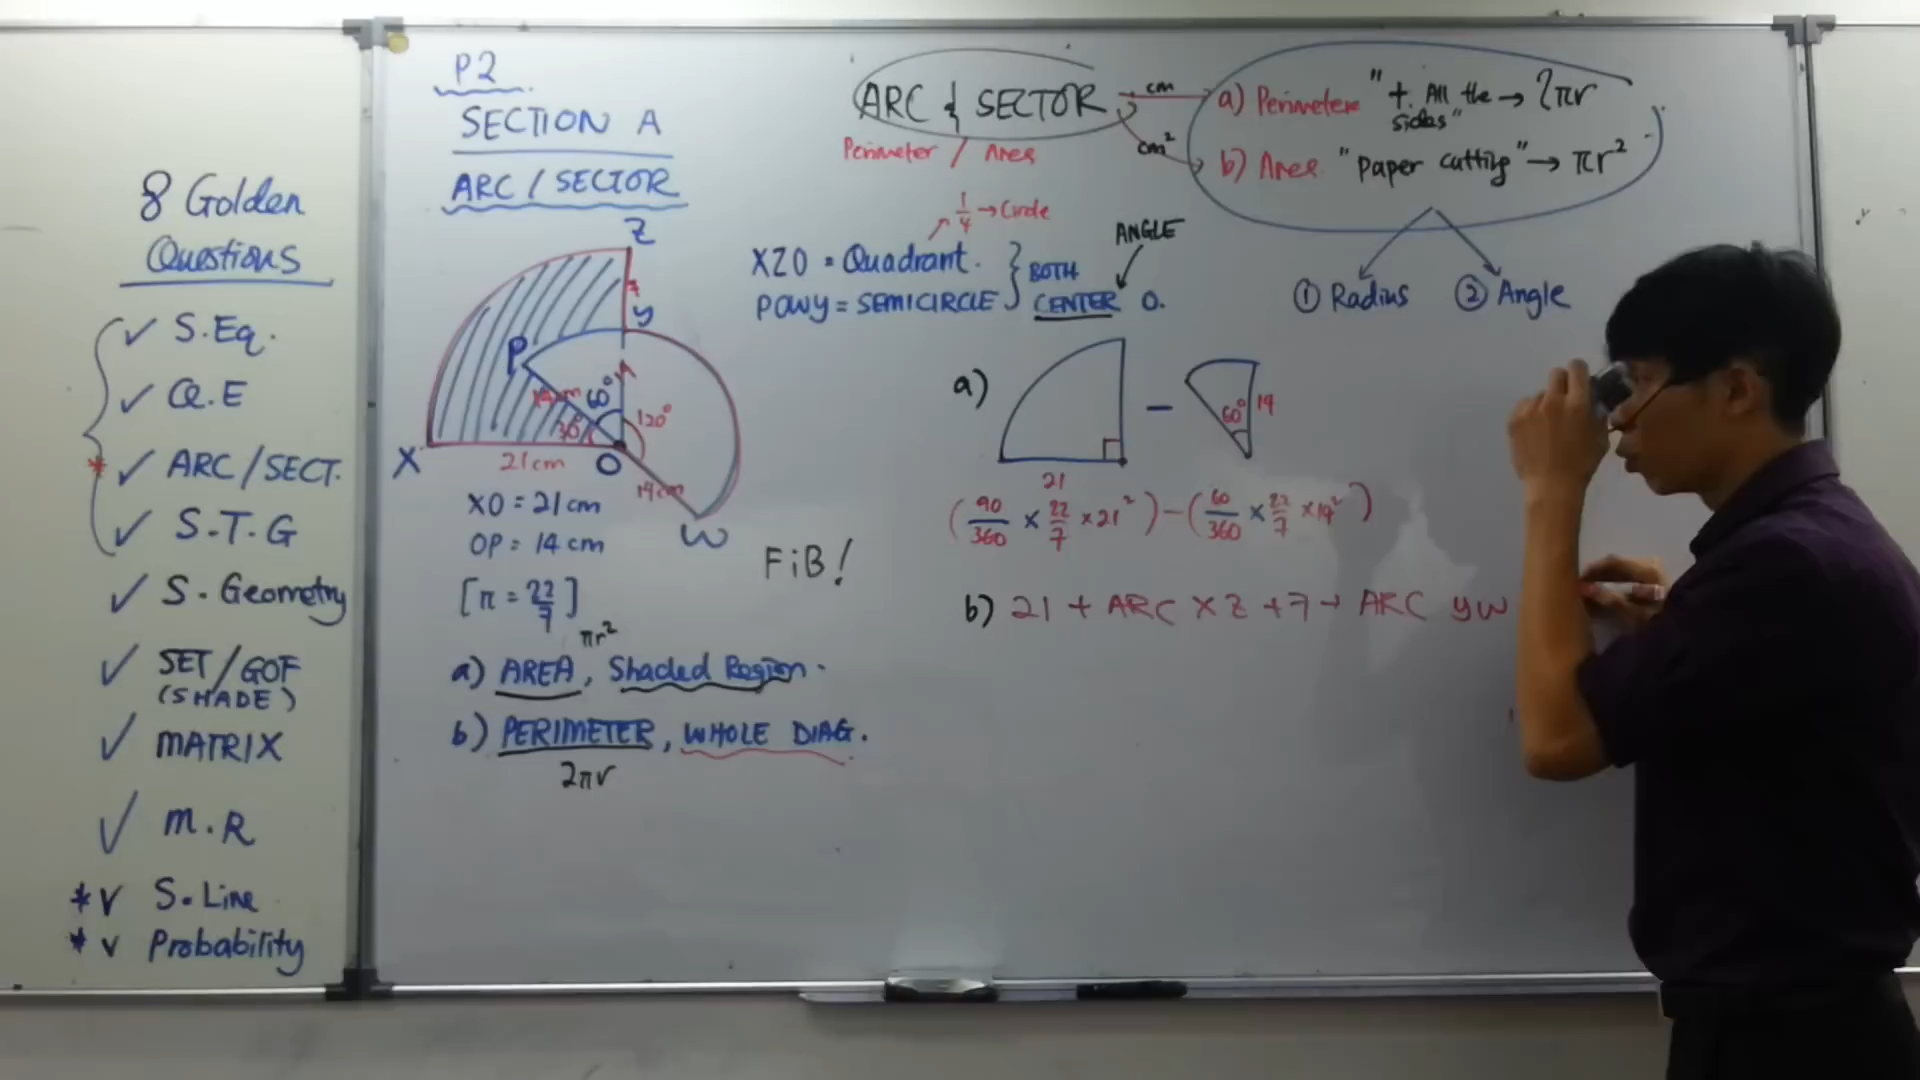 8 Golden
Questions
✓ S.Eq.
✓ Q.E
* ✓ ARC/SECT.
✓ S.T.G
✓ S.Geometry
✓ SET/GOF
(SHADE)
✓ MATRIX
✓ M.R
* ✓ S.Line
* ✓ Probability
P2
SECTION A
ARC/SECTOR
Z
7
y
P
14
14cm
60°
120°
30°
X
21cm
O
14cm
W
XO = 21cm
OP = 14cm
[π = 22/7]
πr²
a) AREA, Shaded Region.
b) PERIMETER, WHOLE DIAG.
2πr
FiB!
ARC & SECTOR
Perimeter / Area
cm
cm²
a) Perimeter "+ All the → 2πr
sides"
b) Area "Paper cutting" → πr²
① Radius ② Angle
1/4 → Circle
XZO = Quadrant. } BOTH
POWY = SEMICIRCLE } CENTER O.
ANGLE
a)
21
−
60°
14
(90/360 × 22/7 × 21²) − (60/360 × 22/7 × 14²)
b) 21 + ARC XZ + 7 + ARC YW